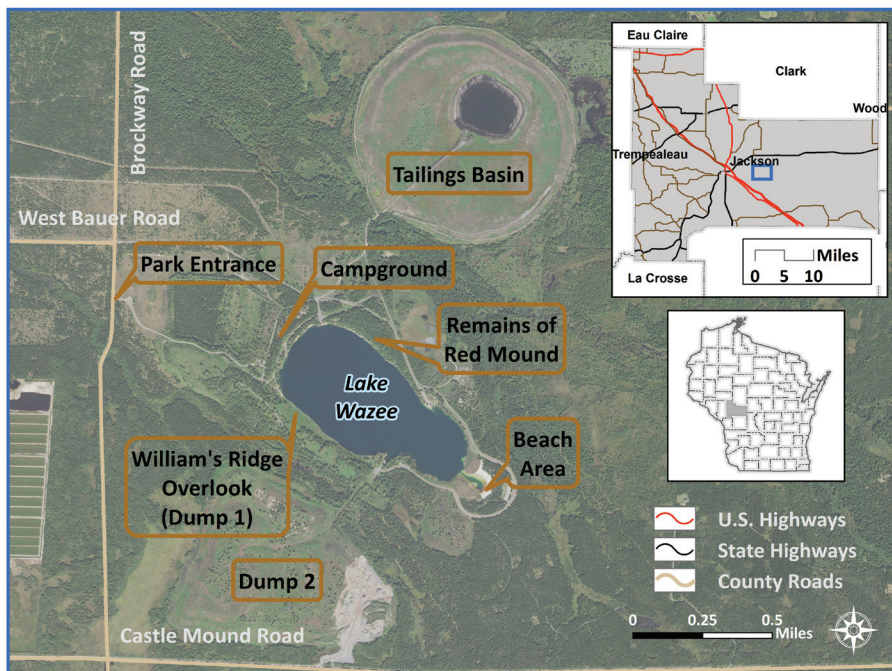 Eau Claire
Clark
Wood
Trempealeau
Jackson
La Crosse
Miles
0 5 10
Brockway Road
Tailings Basin
West Bauer Road
Park Entrance
Campground
Remains of
Red Mound
Lake
Wazee
Beach
Area
William's Ridge
Overlook
(Dump 1)
Dump 2
Castle Mound Road
U.S. Highways
State Highways
County Roads
0 0.25 0.5
Miles